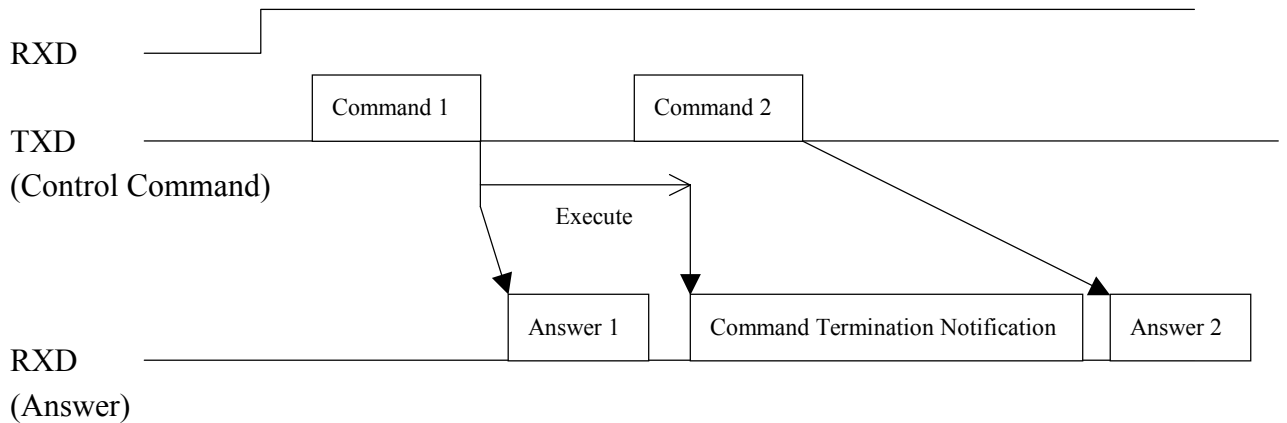 RXD
Command 1
Command 2
TXD
(Control Command)
Execute
Answer 1
Command Termination Notification
Answer 2
RXD
(Answer)